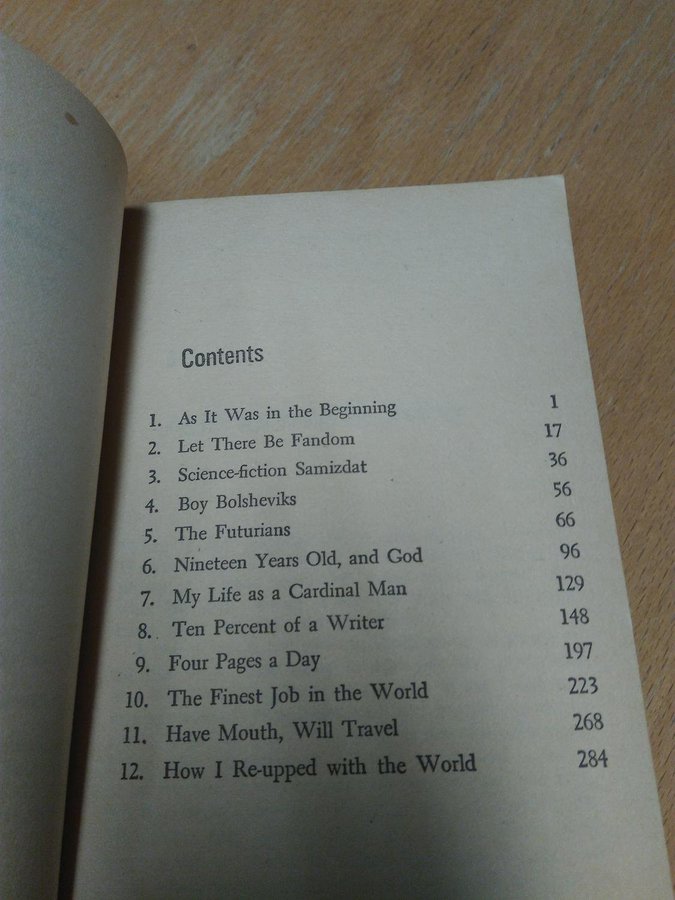 Contents
1. As It Was in the Beginning 1
2. Let There Be Fandom 17
3. Science-fiction Samizdat 36
4. Boy Bolsheviks 56
5. The Futurians 66
6. Nineteen Years Old, and God 96
7. My Life as a Cardinal Man 129
8. Ten Percent of a Writer 148
9. Four Pages a Day 197
10. The Finest Job in the World 223
11. Have Mouth, Will Travel 268
12. How I Re-upped with the World 284